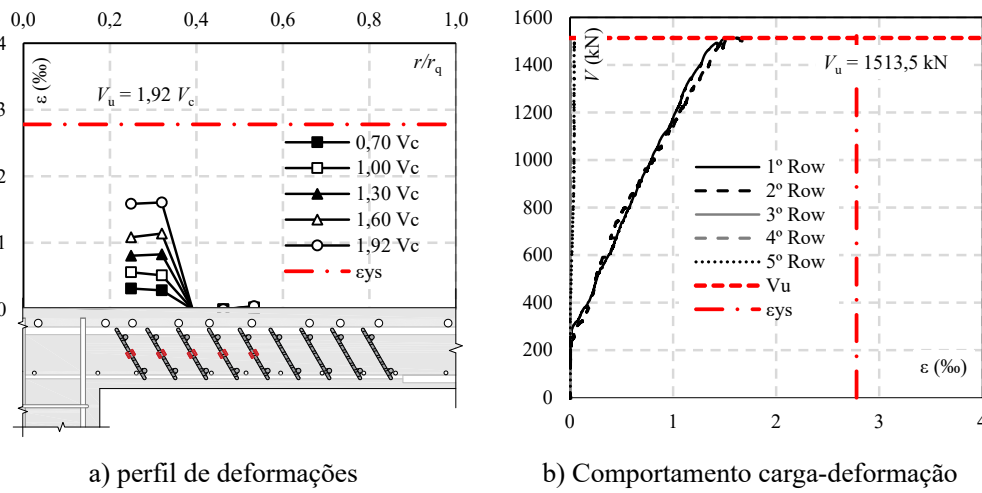 0,0 0,2 0,4 0,6 0,8 1,0
r/rq
ε (‰)
4
3
2
1
0
Vu = 1,92 Vc
0,70 Vc
1,00 Vc
1,30 Vc
1,60 Vc
1,92 Vc
εys
a) perfil de deformações
1600
1400
1200
1000
800
600
400
200
0
V (kN)
Vu = 1513,5 kN
1º Row
2º Row
3º Row
4º Row
5º Row
Vu
εys
ε (‰)
0 1 2 3 4
b) Comportamento carga-deformação